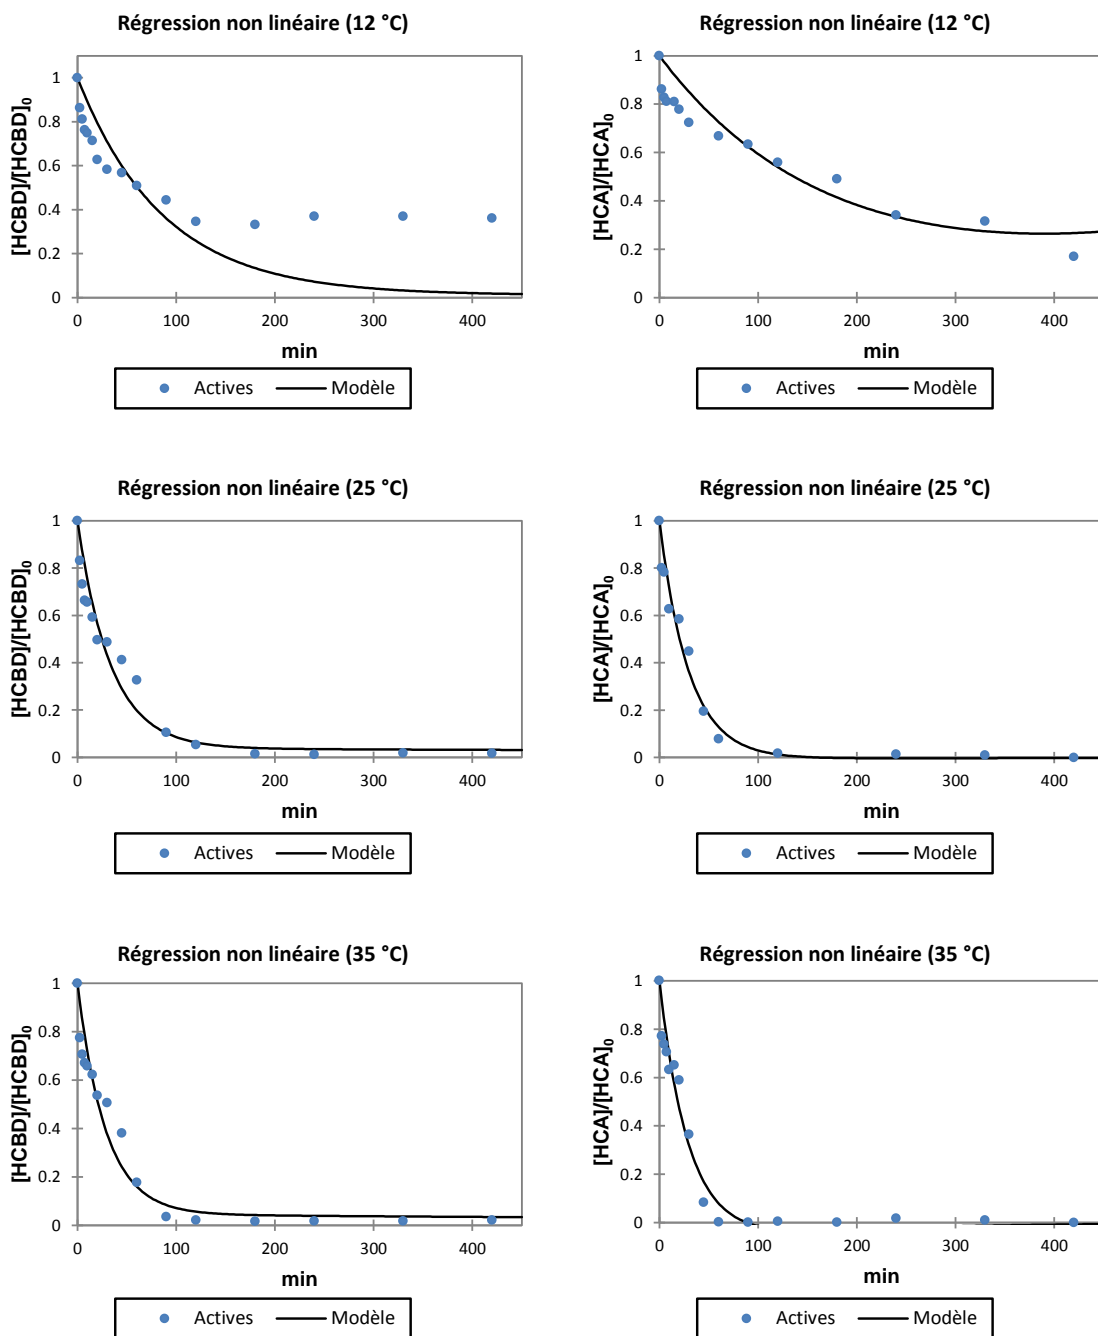 Régression non linéaire (12 °C)
[HCBD]/[HCBD]0
1
0.8
0.6
0.4
0.2
0
0 100 200 300 400
min
Actives Modèle
Régression non linéaire (12 °C)
[HCA]/[HCA]0
1
0.8
0.6
0.4
0.2
0
0 100 200 300 400
min
Actives Modèle
Régression non linéaire (25 °C)
[HCBD]/[HCBD]0
1
0.8
0.6
0.4
0.2
0
0 100 200 300 400
min
Actives Modèle
Régression non linéaire (25 °C)
[HCA]/[HCA]0
1
0.8
0.6
0.4
0.2
0
0 100 200 300 400
min
Actives Modèle
Régression non linéaire (35 °C)
[HCBD]/[HCBD]0
1
0.8
0.6
0.4
0.2
0
0 100 200 300 400
min
Actives Modèle
Régression non linéaire (35 °C)
[HCA]/[HCA]0
1
0.8
0.6
0.4
0.2
0
0 100 200 300 400
min
Actives Modèle